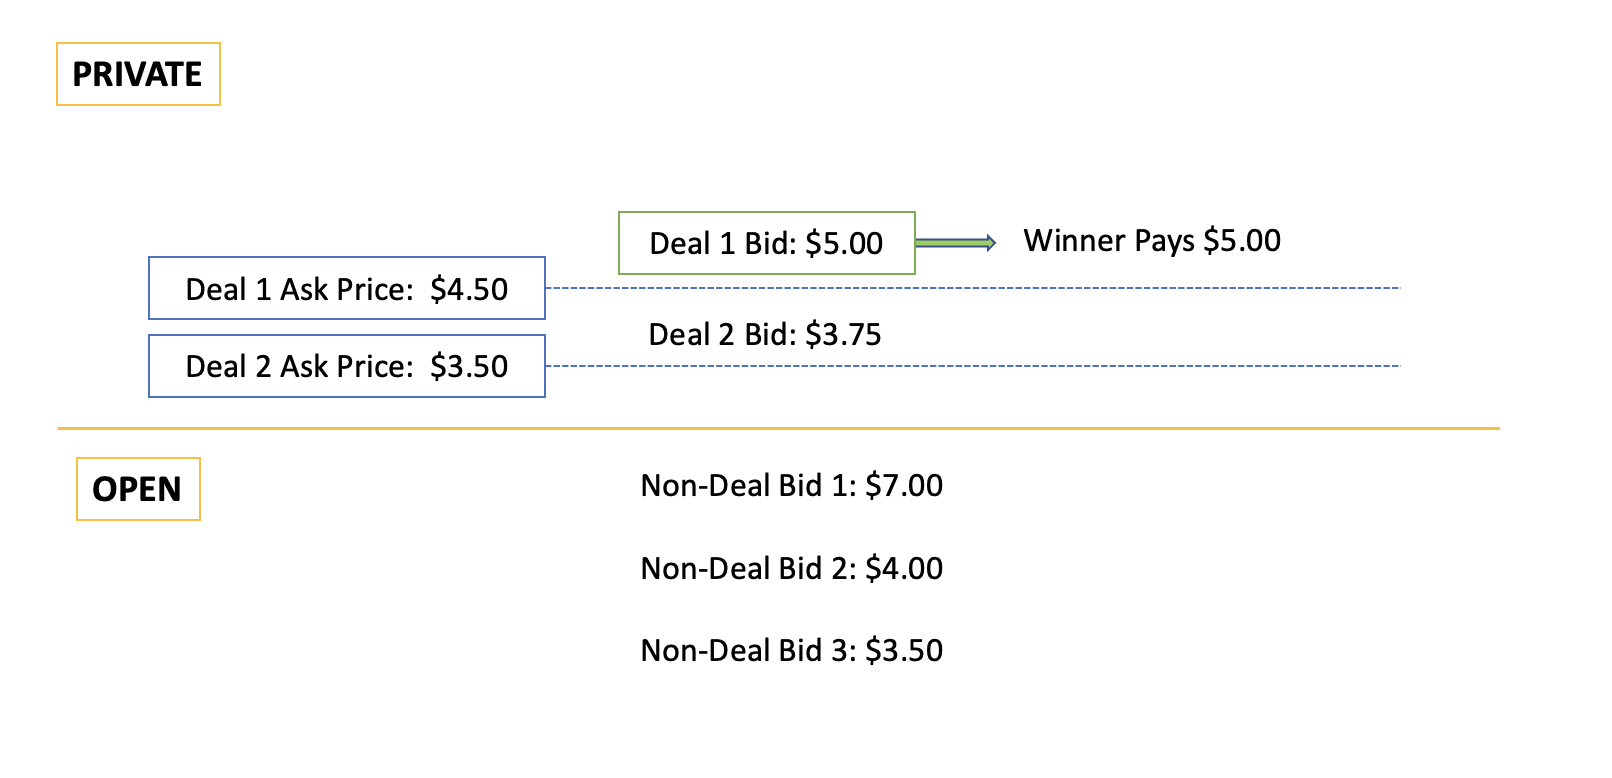 PRIVATE
Deal 1 Bid: $5.00
Winner Pays $5.00
Deal 1 Ask Price:  $4.50
Deal 2 Bid: $3.75
Deal 2 Ask Price:  $3.50
OPEN
Non-Deal Bid 1: $7.00
Non-Deal Bid 2: $4.00
Non-Deal Bid 3: $3.50